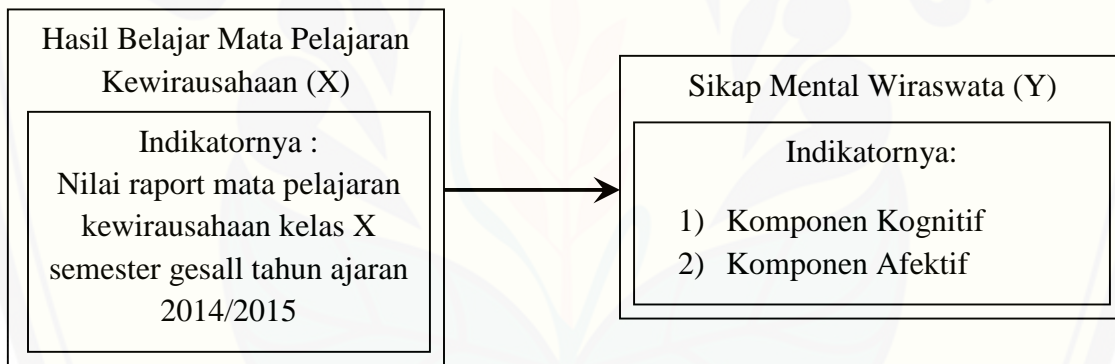 Hasil Belajar Mata Pelajaran
Kewirausahaan (X)
Indikatornya :
Nilai raport mata pelajaran
kewirausahaan kelas X
semester gesall tahun ajaran
2014/2015
Sikap Mental Wiraswata (Y)
Indikatornya:
1) Komponen Kognitif
2) Komponen Afektif